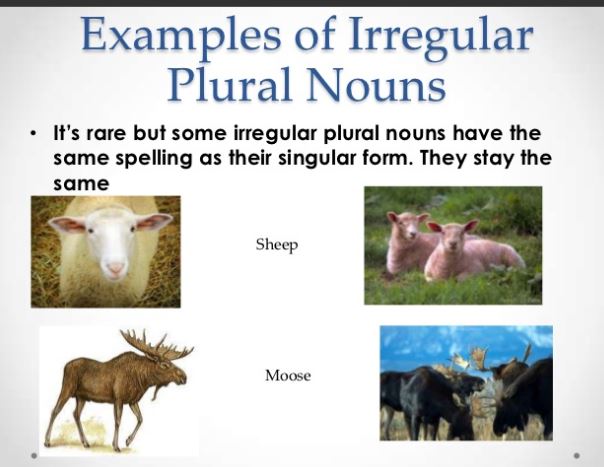 Examples of Irregular
Plural Nouns
• It's rare but some irregular plural nouns have the
same spelling as their singular form. They stay the
same
Sheep
Moose